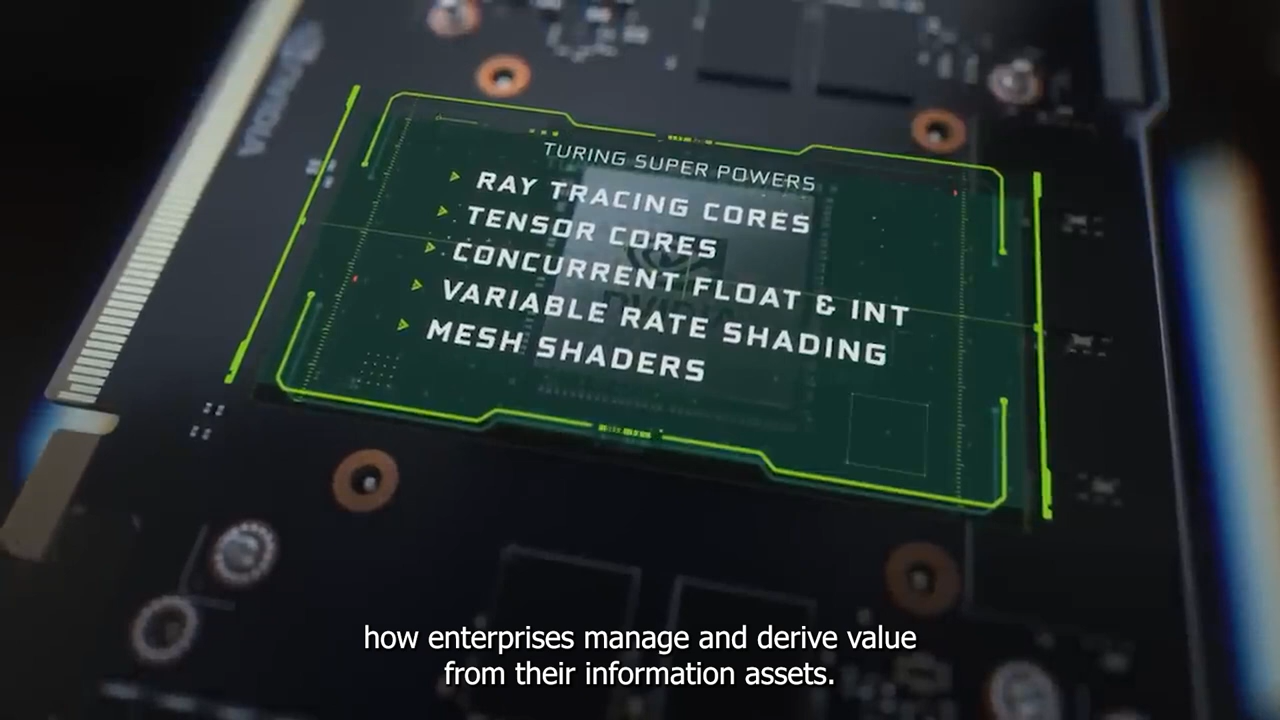 NVIDIA
TURING SUPER POWERS
RAY TRACING CORES
TENSOR CORES
CONCURRENT FLOAT & INT
VARIABLE RATE SHADING
MESH SHADERS
how enterprises manage and derive value
from their information assets.